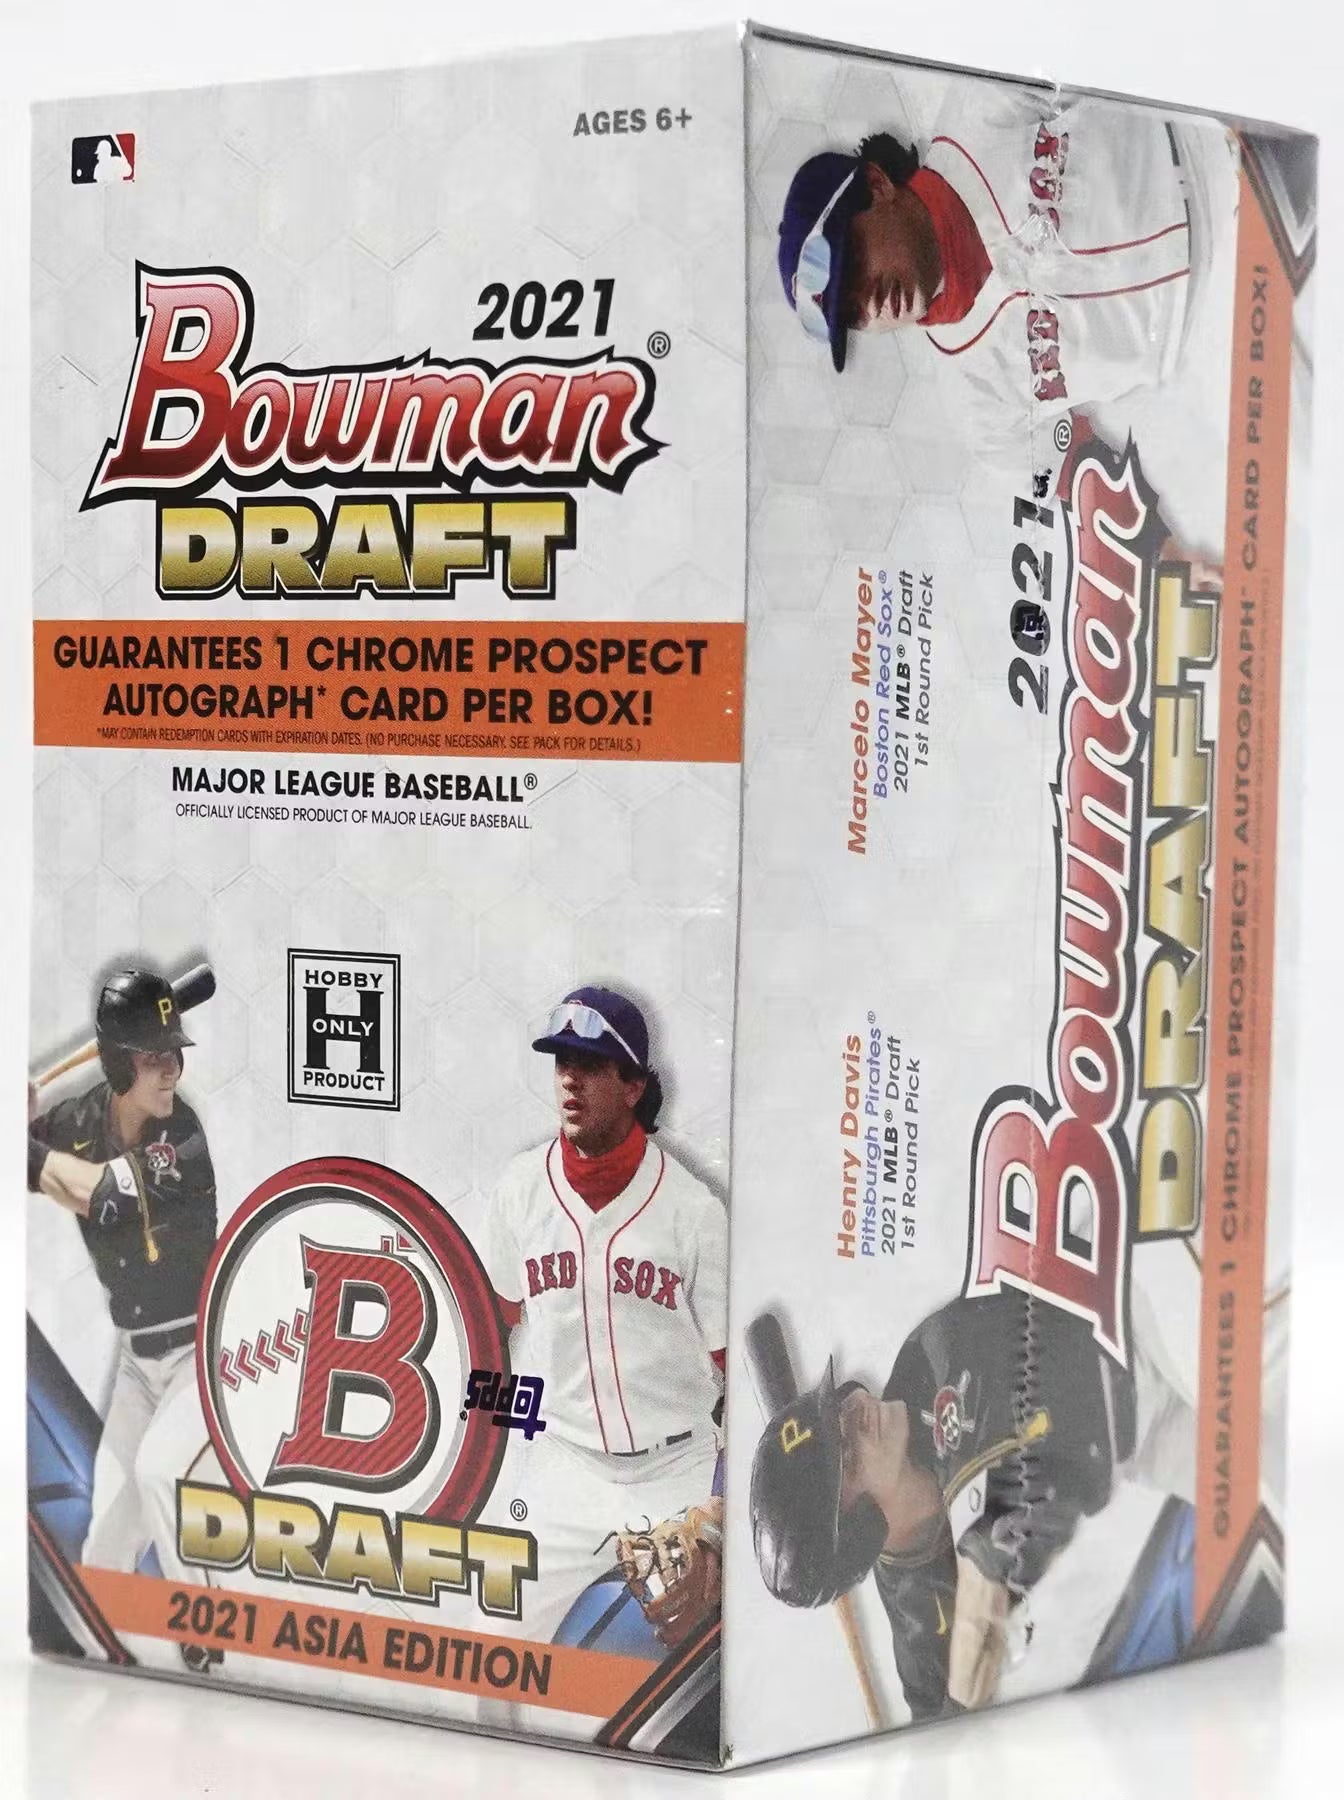 AGES 6+
2021
Bowman®
DRAFT
GUARANTEES 1 CHROME PROSPECT
AUTOGRAPH* CARD PER BOX!
*MAY CONTAIN REDEMPTION CARDS WITH EXPIRATION DATES. (NO PURCHASE NECESSARY. SEE PACK FOR DETAILS.)
MAJOR LEAGUE BASEBALL®
OFFICIALLY LICENSED PRODUCT OF MAJOR LEAGUE BASEBALL.
HOBBY
H
ONLY
PRODUCT
P
RED SOX
B
topps®
DRAFT®
2021 ASIA EDITION
RED SOX
Marcelo Mayer
Boston Red Sox®
2021 MLB® Draft
1st Round Pick
Henry Davis
Pittsburgh Pirates®
2021 MLB® Draft
1st Round Pick
2021
Bowman®
DRAFT
GUARANTEES 1 CHROME PROSPECT AUTOGRAPH* CARD PER BOX!
P